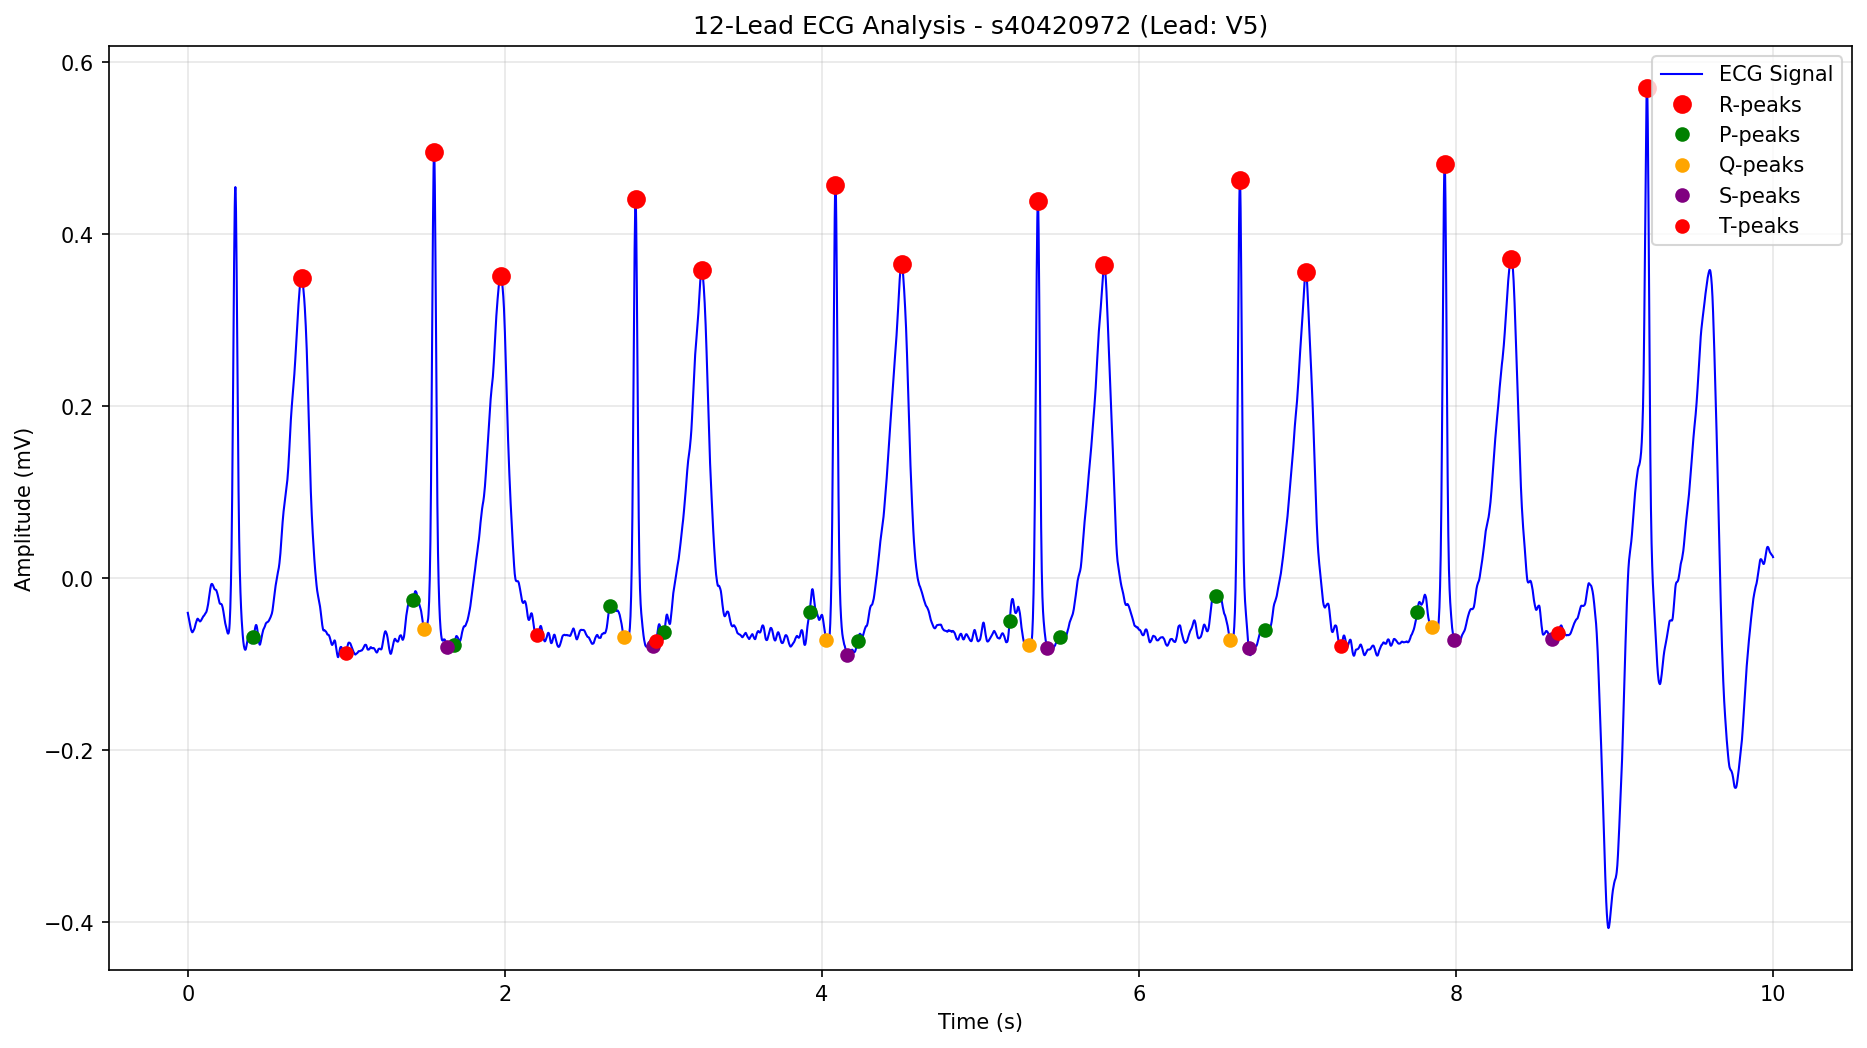 12-Lead ECG Analysis - s40420972 (Lead: V5)
ECG Signal
R-peaks
P-peaks
Q-peaks
S-peaks
T-peaks
Amplitude (mV)
0.6
0.4
0.2
0.0
−0.2
−0.4
0 2 4 6 8 10
Time (s)